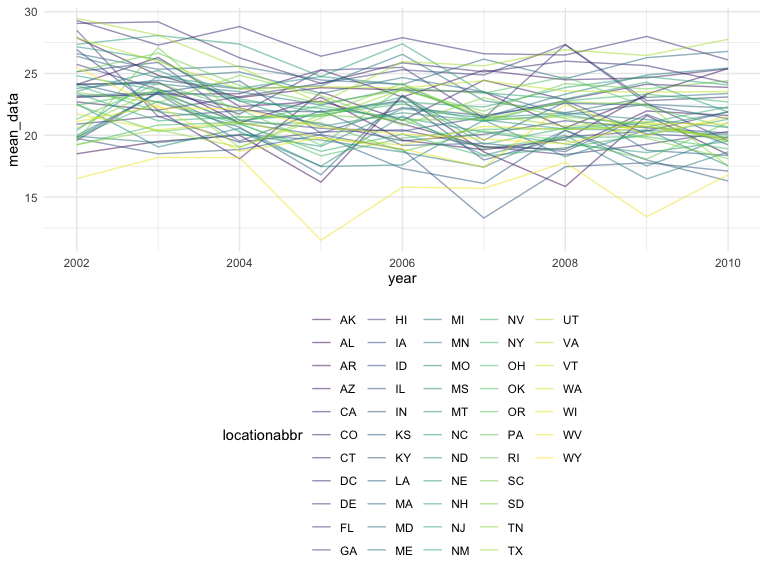 30
25
20
15
mean_data
2002 2004 2006 2008 2010
year
locationabbr
AK HI MI NV UT
AL IA MN NY VA
AR ID MO OH VT
AZ IL MS OK WA
CA IN MT OR WI
CO KS NC PA WV
CT KY ND RI WY
DC LA NE SC
DE MA NH SD
FL MD NJ TN
GA ME NM TX